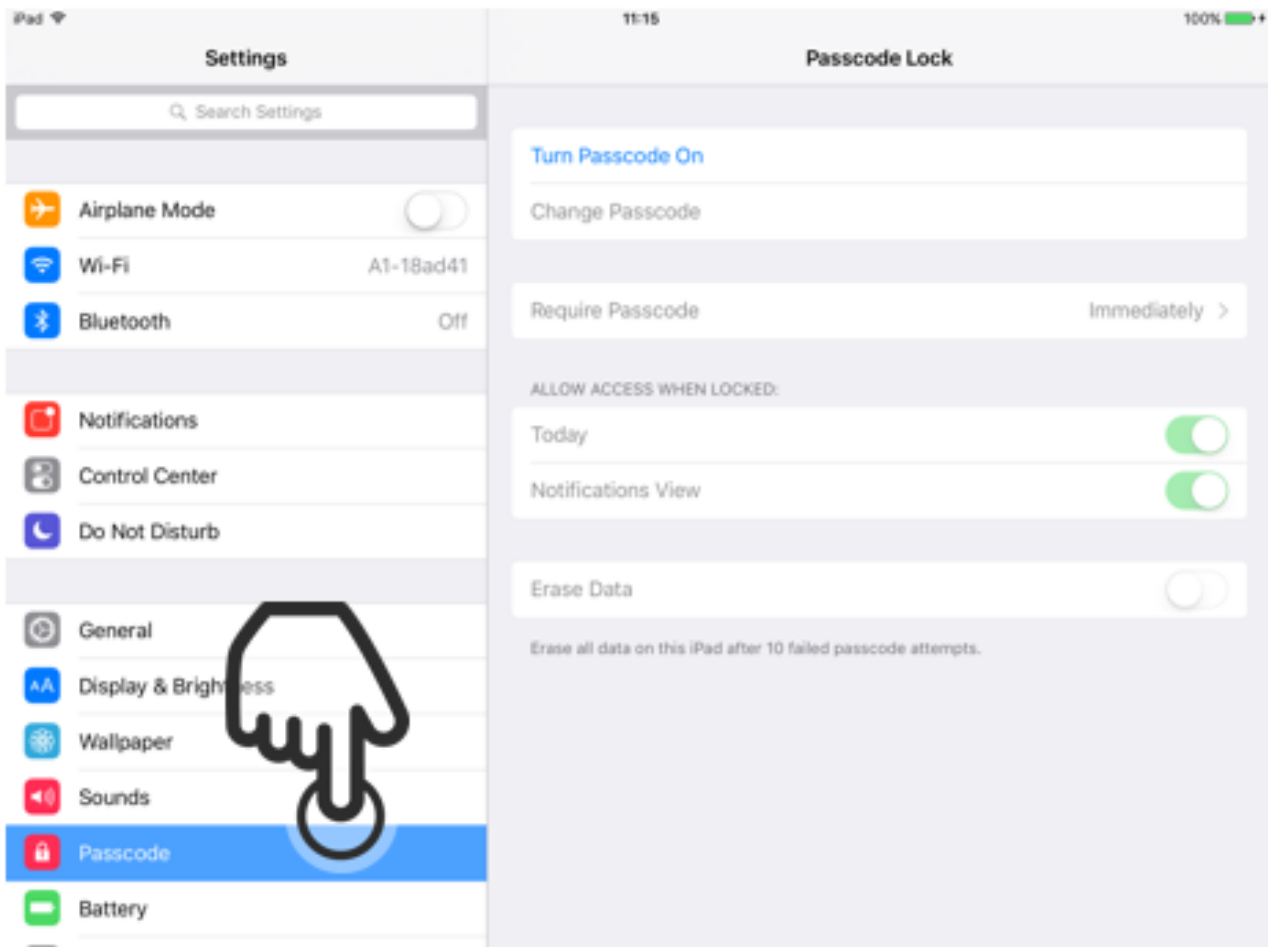 iPad 11:15 100%
Settings
Passcode Lock
Search Settings
Airplane Mode
Wi-Fi A1-18ad41
Bluetooth Off
Notifications
Control Center
Do Not Disturb
General
Display & Brightness
Wallpaper
Sounds
Passcode
Battery
Turn Passcode On
Change Passcode
Require Passcode Immediately
ALLOW ACCESS WHEN LOCKED:
Today
Notifications View
Erase Data
Erase all data on this iPad after 10 failed passcode attempts.